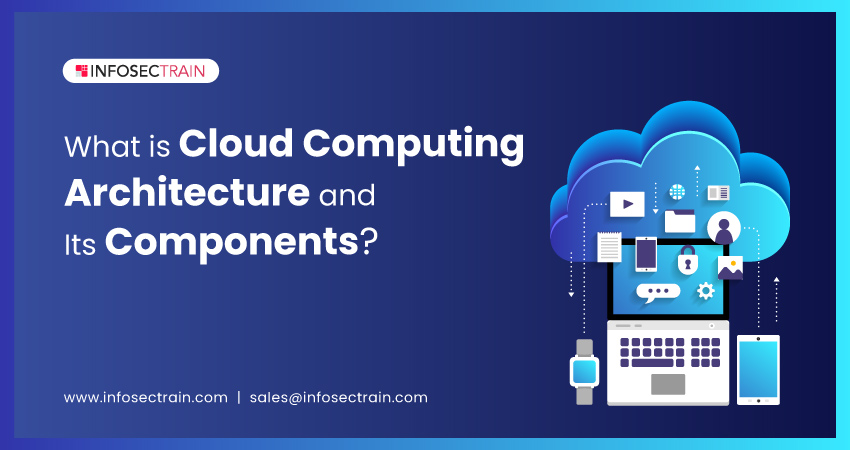 INFOSECTRAIN
What is Cloud Computing
Architecture and
Its Components?
www.infosectrain.com | sales@infosectrain.com